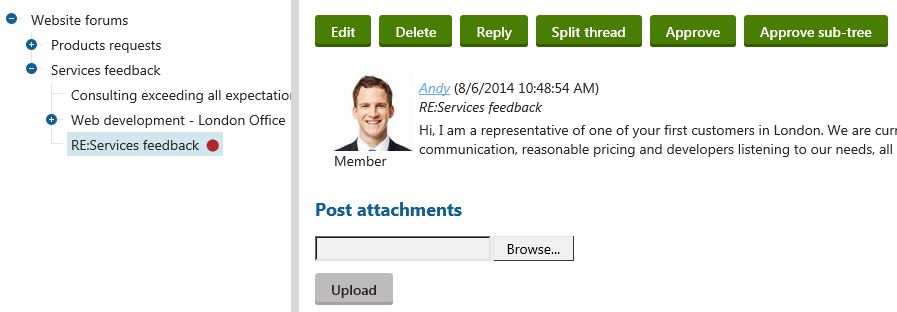 Website forums
Products requests
Services feedback
Consulting exceeding all expectation
Web development - London Office
RE:Services feedback
Edit Delete Reply Split thread Approve Approve sub-tree
Andy (8/6/2014 10:48:54 AM)
RE:Services feedback
Hi, I am a representative of one of your first customers in London. We are curr
communication, reasonable pricing and developers listening to our needs, all
Member
Post attachments
Browse...
Upload